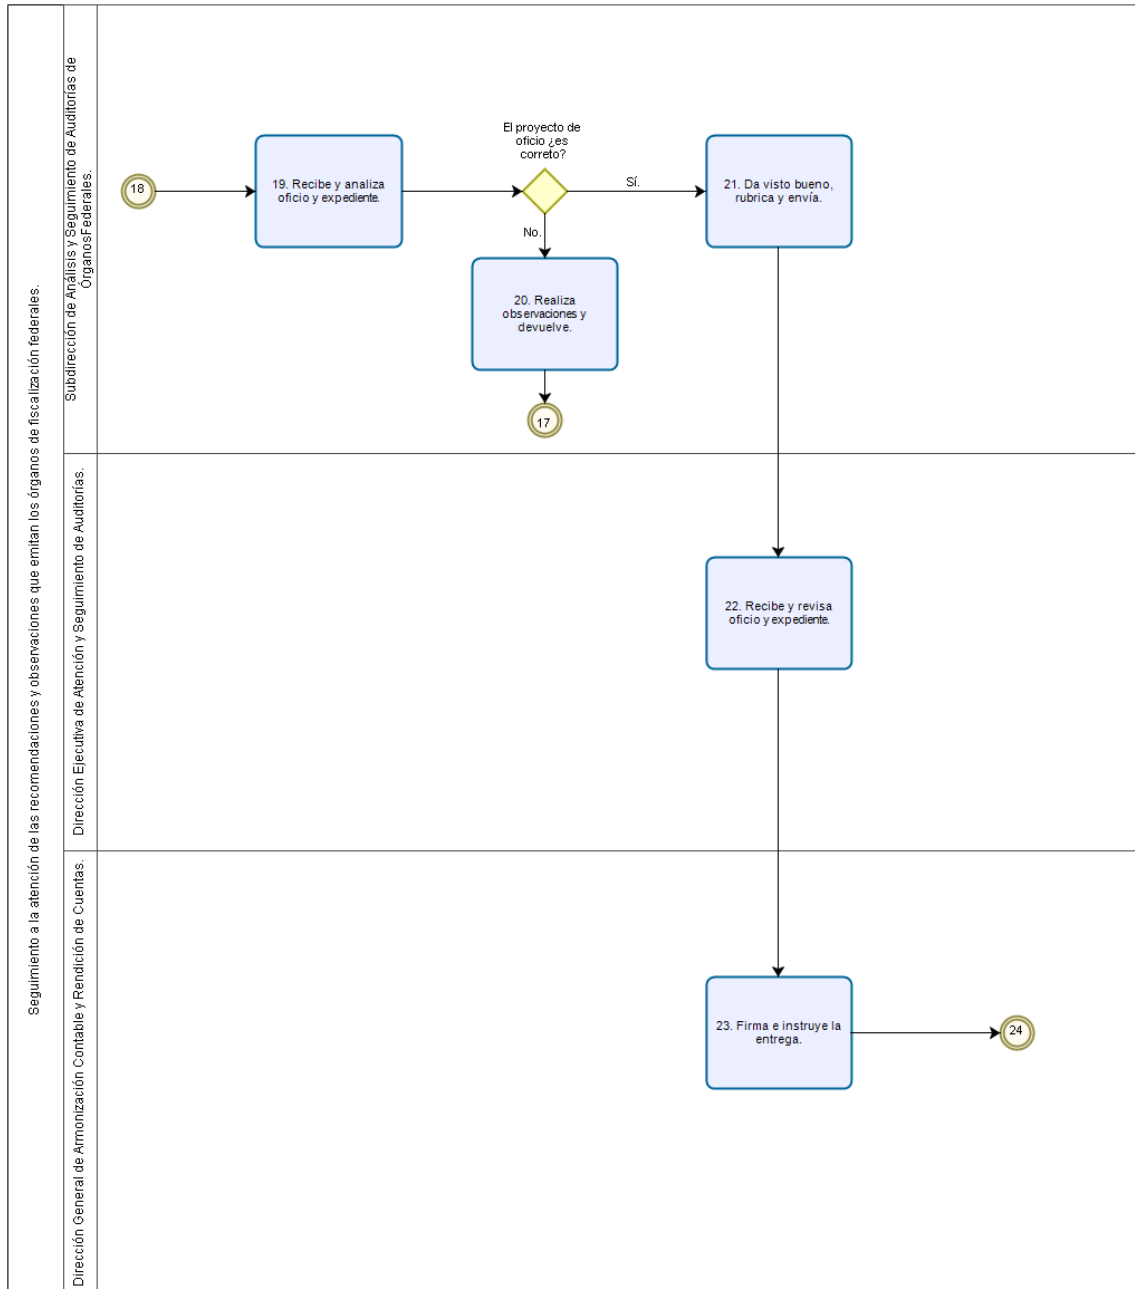 Seguimiento a la atención de las recomendaciones y observaciones que emitan los órganos de fiscalización federales.
Subdirección de Análisis y Seguimiento de Auditorías de
ÓrganosFederales.
18
19. Recibe y analiza
oficio y expediente.
El proyecto de
oficio ¿es
correto?
Sí.
No.
20. Realiza
observaciones y
devuelve.
17
21. Da visto bueno,
rubrica y envía.
Dirección Ejecutiva de Atención y Seguimiento de Auditorías.
22. Recibe y revisa
oficio y expediente.
Dirección General de Armonización Contable y Rendición de Cuentas.
23. Firma e instruye la
entrega.
24